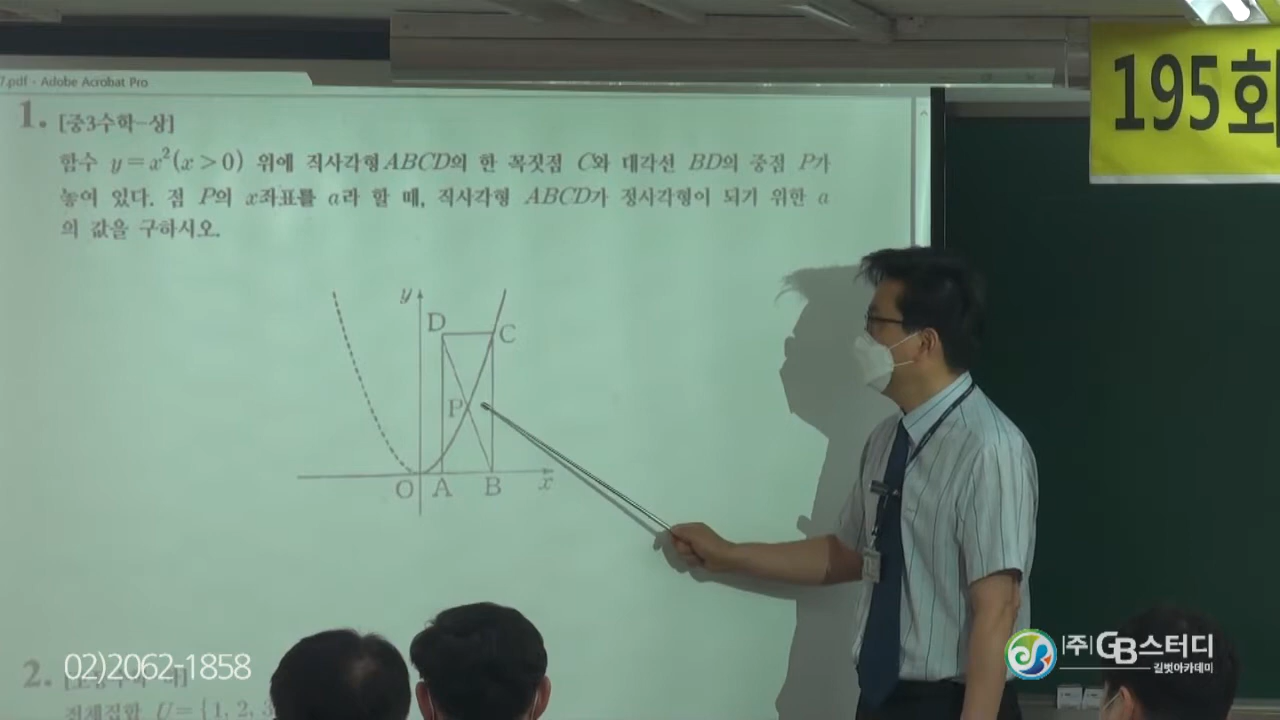 7.pdf - Adobe Acrobat Pro
195회
1. [중3수학-상]
함수 y=x²(x>0) 위에 직사각형 ABCD의 한 꼭짓점 C와 대각선 BD의 중점 P가
놓여 있다. 점 P의 x좌표를 a라 할 때, 직사각형 ABCD가 정사각형이 되기 위한 a
의 값을 구하시오.
y
D
C
P
O A B x
2.
전체집합 U={1, 2, 3
02)2062-1858
(주)GB스터디
길벗아카데미